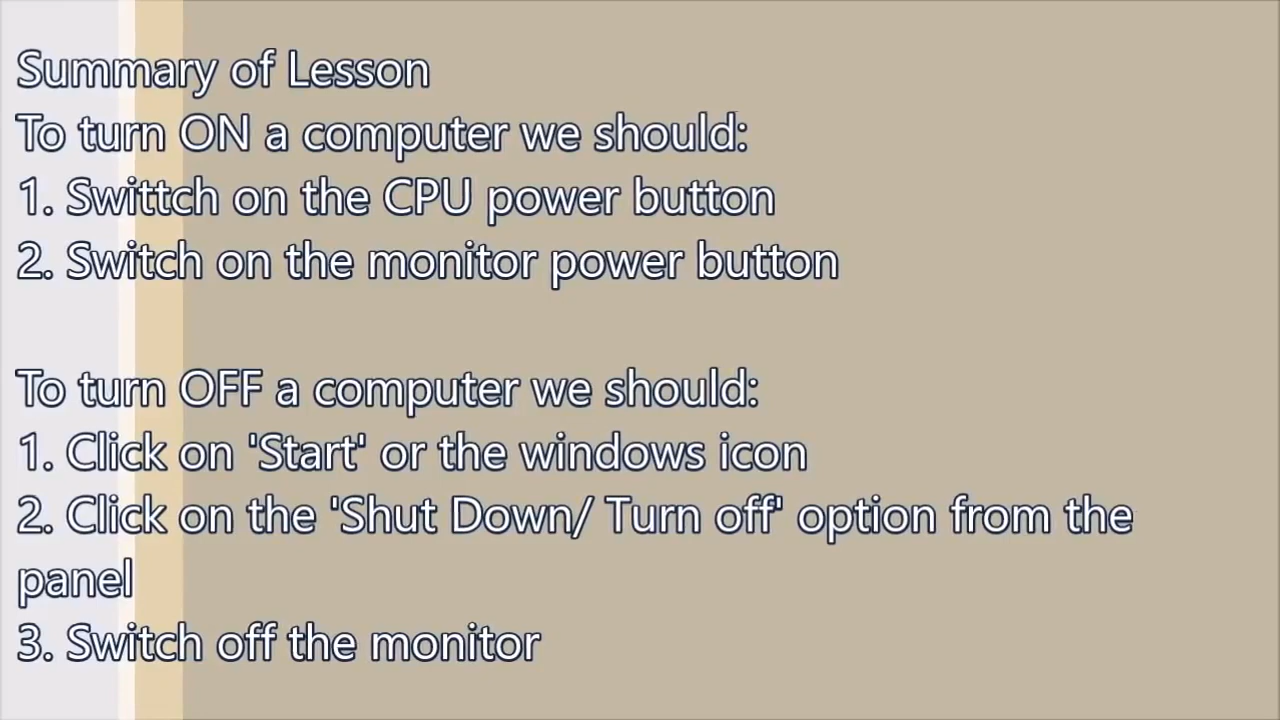 Summary of Lesson
To turn ON a computer we should:
1. Swittch on the CPU power button
2. Switch on the monitor power button
To turn OFF a computer we should:
1. Click on 'Start' or the windows icon
2. Click on the 'Shut Down/ Turn off' option from the
panel
3. Switch off the monitor